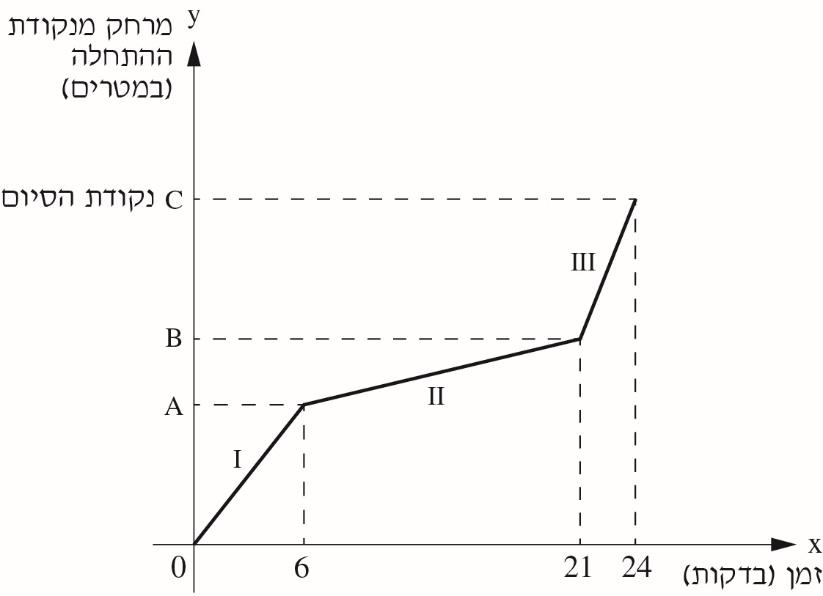 y
מרחק מנקודת
ההתחלה
(במטרים)
נקודת הסיום C
III
B
II
A
I
x
0 6 21 24
זמן (בדקות)